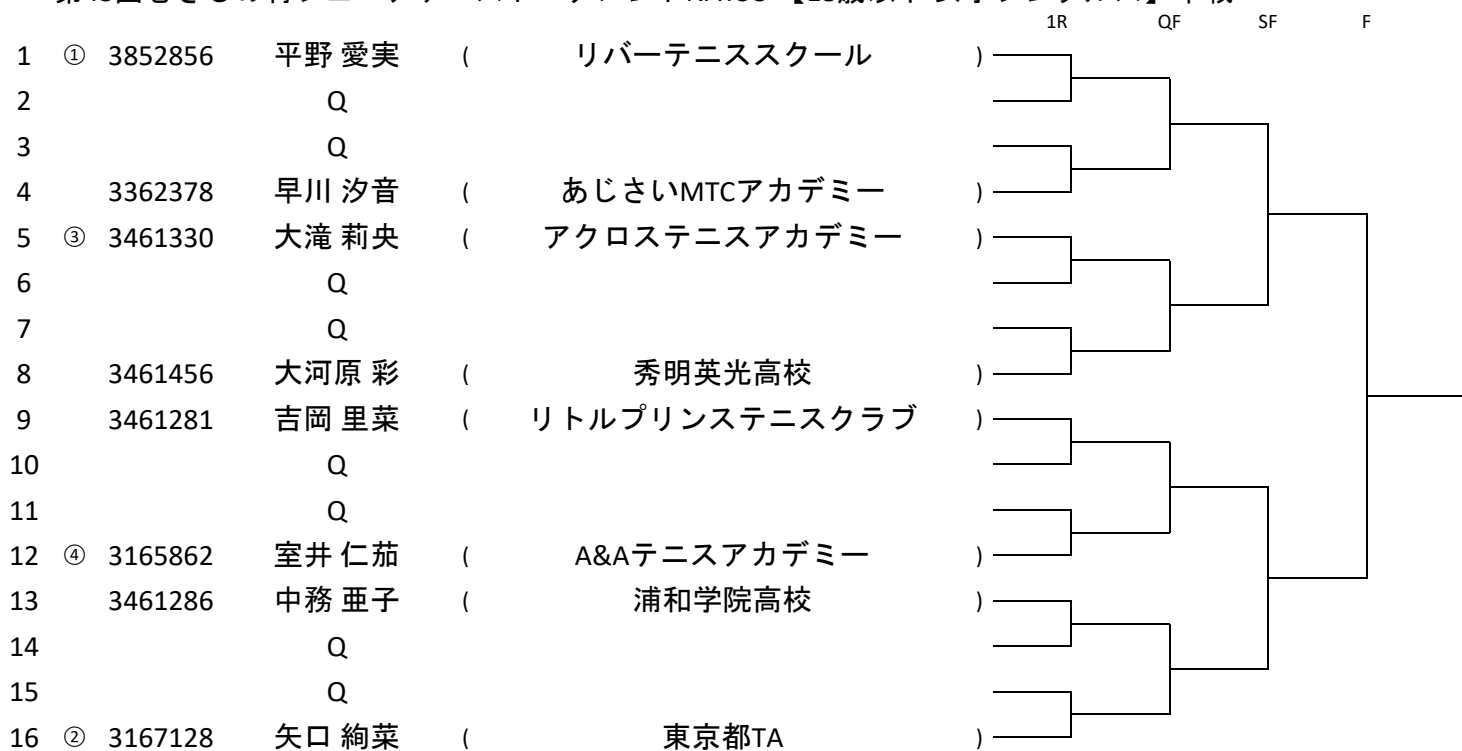 1R QF SF F
1 ① 3852856 平野 愛実 ( リバーテニススクール )
2 Q
3 Q
4 3362378 早川 汐音 ( あじさいMTCアカデミー )
5 ③ 3461330 大滝 莉央 ( アクロステニスアカデミー )
6 Q
7 Q
8 3461456 大河原 彩 ( 秀明英光高校 )
9 3461281 吉岡 里菜 ( リトルプリンステニスクラブ )
10 Q
11 Q
12 ④ 3165862 室井 仁茄 ( A&Aテニスアカデミー )
13 3461286 中務 亜子 ( 浦和学院高校 )
14 Q
15 Q
16 ② 3167128 矢口 絢菜 ( 東京都TA )